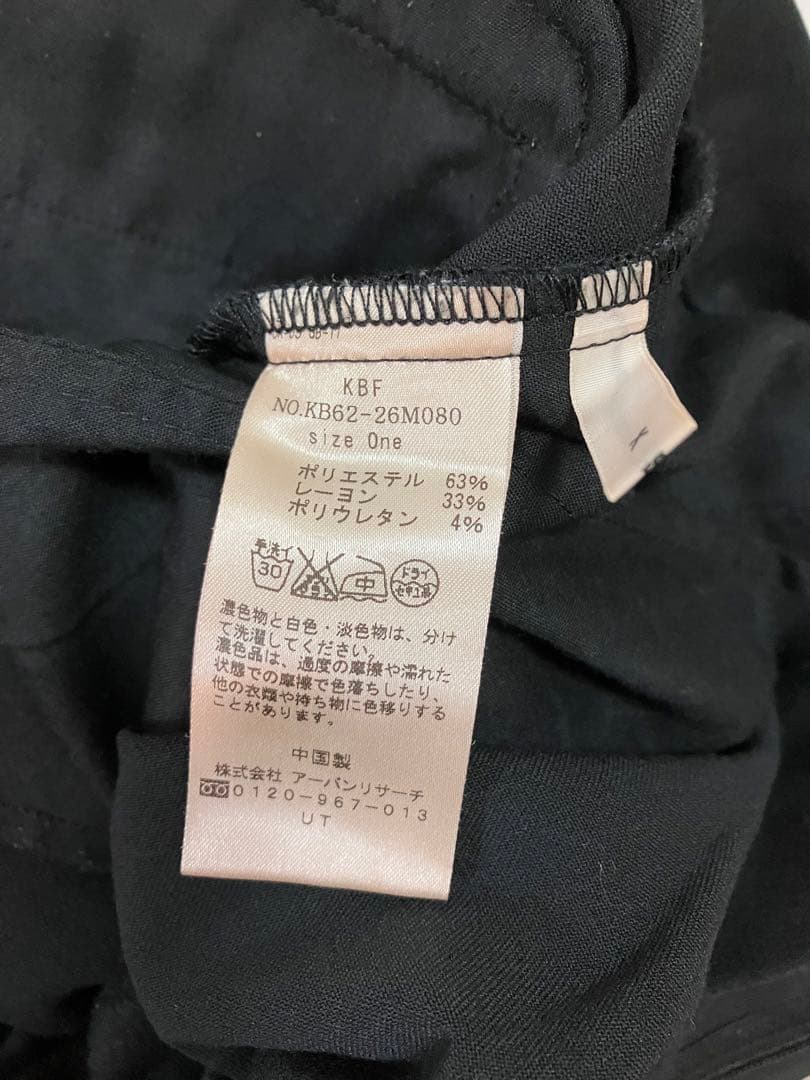 KBF
NO.KB62-26M080
size One
ポリエステル 63%
レーヨン 33%
ポリウレタン 4%
手洗イ
30
中
ドライ
セキユ系
濃色物と白色・淡色物は、分け
て洗濯してください。
濃色品は、過度の摩擦や濡れた
状態での摩擦で色落ちしたり、
他の衣類や持ち物に色移りする
ことがあります。
中国製
株式会社 アーバンリサーチ
0120-967-013
UT